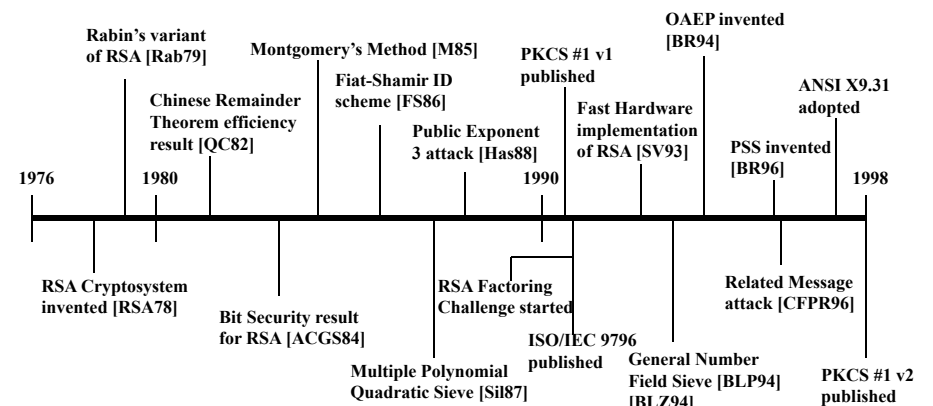 OAEP invented
[BR94]
Rabin's variant
of RSA [Rab79]
Montgomery's Method [M85]
PKCS #1 v1
published
Fiat-Shamir ID
scheme [FS86]
ANSI X9.31
adopted
Chinese Remainder
Theorem efficiency
result [QC82]
Fast Hardware
implementation
of RSA [SV93]
Public Exponent
3 attack [Has88]
PSS invented
[BR96]
1976
1980
1990
1998
RSA Cryptosystem
invented [RSA78]
RSA Factoring
Challenge started
Related Message
attack [CFPR96]
Bit Security result
for RSA [ACGS84]
ISO/IEC 9796
published
General Number
Field Sieve [BLP94]
[BLZ94]
Multiple Polynomial
Quadratic Sieve [Sil87]
PKCS #1 v2
published